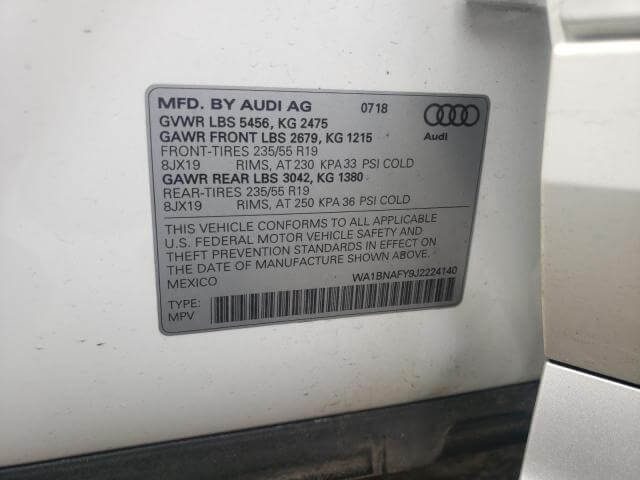 MFD. BY AUDI AG 0718
GVWR LBS 5456, KG 2475
GAWR FRONT LBS 2679, KG 1215
FRONT-TIRES 235/55 R19
8JX19 RIMS, AT 230 KPA 33 PSI COLD
GAWR REAR LBS 3042, KG 1380
REAR-TIRES 235/55 R19
8JX19 RIMS, AT 250 KPA 36 PSI COLD
Audi
THIS VEHICLE CONFORMS TO ALL APPLICABLE
U.S. FEDERAL MOTOR VEHICLE SAFETY AND
THEFT PREVENTION STANDARDS IN EFFECT ON
THE DATE OF MANUFACTURE SHOWN ABOVE.
MEXICO WA1BNAFY9J2224140
TYPE:
MPV